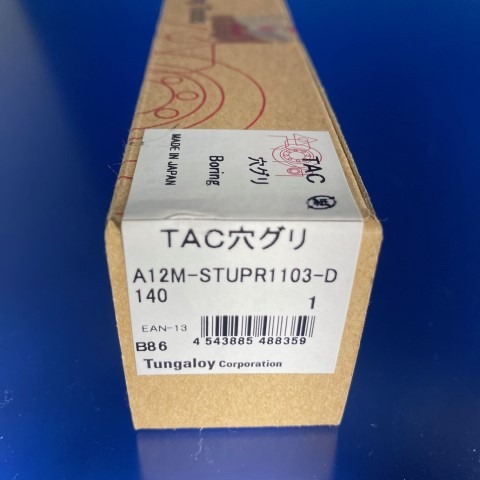 TAC
穴グリ
Boring
MADE IN JAPAN
TAC穴グリ
A12M-STUPR1103-D
140 1
EAN-13
B86 4 543885 488359
Tungaloy Corporation